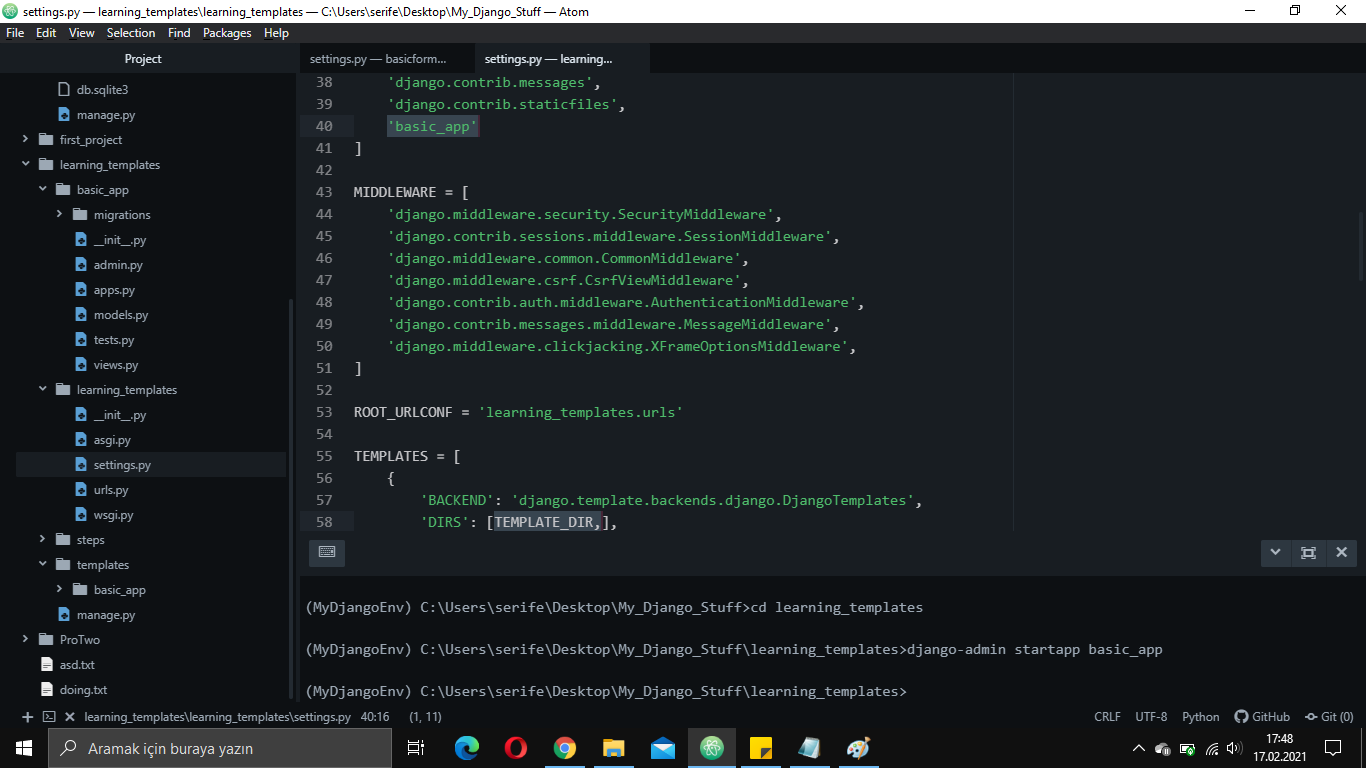 settings.py — learning_templates\learning_templates — C:\Users\serife\Desktop\My_Django_Stuff — Atom
File Edit View Selection Find Packages Help
Project
db.sqlite3
manage.py
first_project
learning_templates
basic_app
migrations
__init__.py
admin.py
apps.py
models.py
tests.py
views.py
learning_templates
__init__.py
asgi.py
settings.py
urls.py
wsgi.py
steps
templates
basic_app
manage.py
ProTwo
asd.txt
doing.txt
settings.py — basicform...
settings.py — learning...
38 'django.contrib.messages',
39 'django.contrib.staticfiles',
40 'basic_app'
41 ]
42
43 MIDDLEWARE = [
44 'django.middleware.security.SecurityMiddleware',
45 'django.contrib.sessions.middleware.SessionMiddleware',
46 'django.middleware.common.CommonMiddleware',
47 'django.middleware.csrf.CsrfViewMiddleware',
48 'django.contrib.auth.middleware.AuthenticationMiddleware',
49 'django.contrib.messages.middleware.MessageMiddleware',
50 'django.middleware.clickjacking.XFrameOptionsMiddleware',
51 ]
52
53 ROOT_URLCONF = 'learning_templates.urls'
54
55 TEMPLATES = [
56 {
57 'BACKEND': 'django.template.backends.django.DjangoTemplates',
58 'DIRS': [TEMPLATE_DIR,],
(MyDjangoEnv) C:\Users\serife\Desktop\My_Django_Stuff>cd learning_templates
(MyDjangoEnv) C:\Users\serife\Desktop\My_Django_Stuff\learning_templates>django-admin startapp basic_app
(MyDjangoEnv) C:\Users\serife\Desktop\My_Django_Stuff\learning_templates>
learning_templates\learning_templates\settings.py 40:16 (1, 11) CRLF UTF-8 Python GitHub Git (0)
Aramak için buraya yazın
17:48
17.02.2021